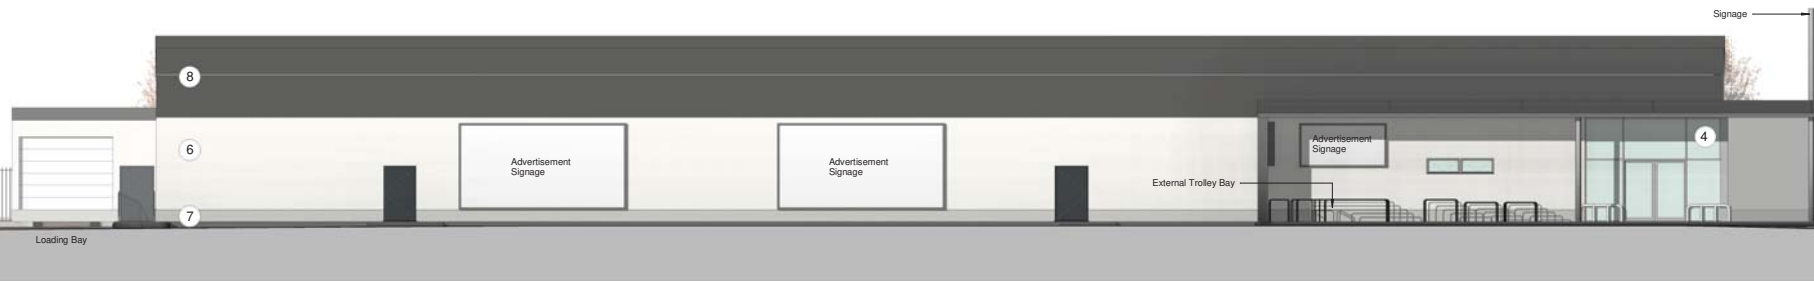 Signage
8
4
6
Advertisement
Signage
Advertisement
Signage
Advertisement
Signage
External Trolley Bay
7
Loading Bay